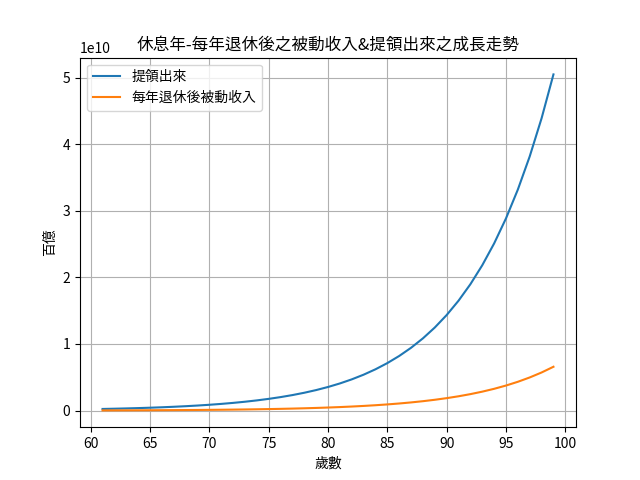 休息年-每年退休後之被動收入&提領出來之成長走勢
1e10
提領出來
每年退休後被動收入
5
4
3
2
1
0
百億
60 65 70 75 80 85 90 95 100
歲數